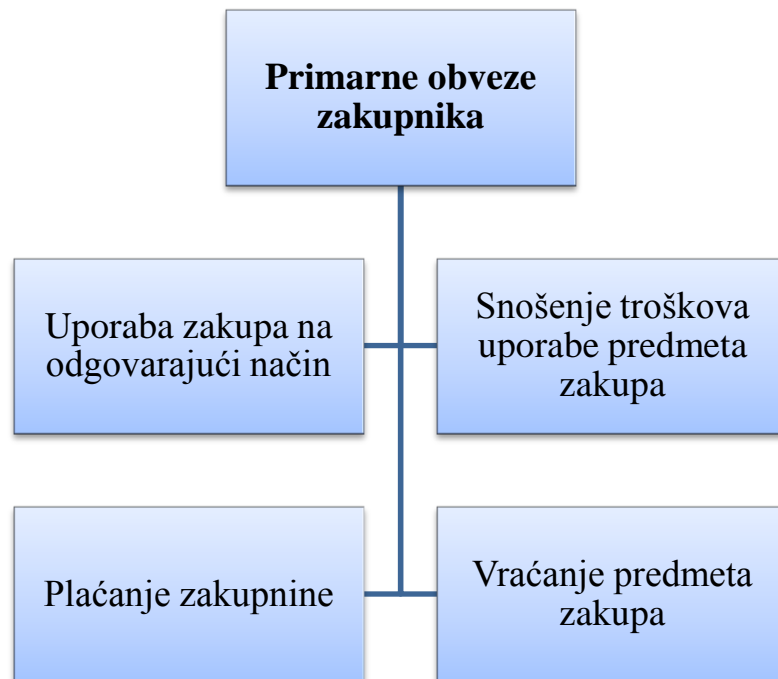 Primarne obveze
zakupnika
Uporaba zakupa na
odgovarajući način
Snošenje troškova
uporabe predmeta
zakupa
Plaćanje zakupnine
Vraćanje predmeta
zakupa